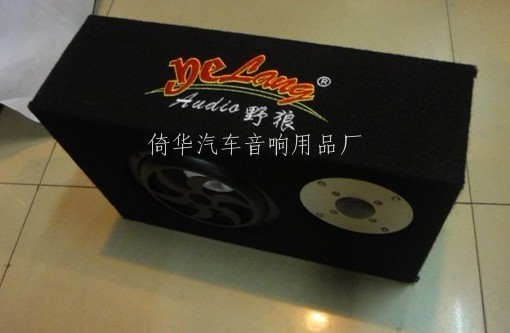 YeLang®
Audio 野狼
倚华汽车音响用品厂